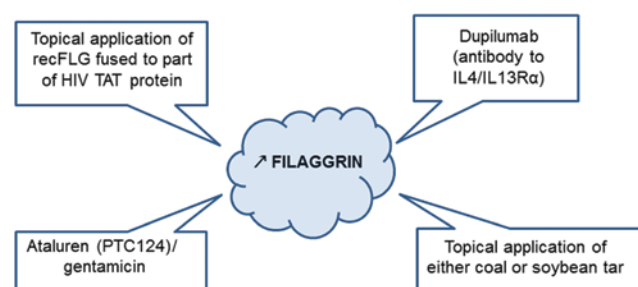 Topical application of
recFLG fused to part
of HIV TAT protein
Dupilumab
(antibody to
IL4/IL13Rα)
↗ FILAGGRIN
Ataluren (PTC124)/
gentamicin
Topical application of
either coal or soybean tar